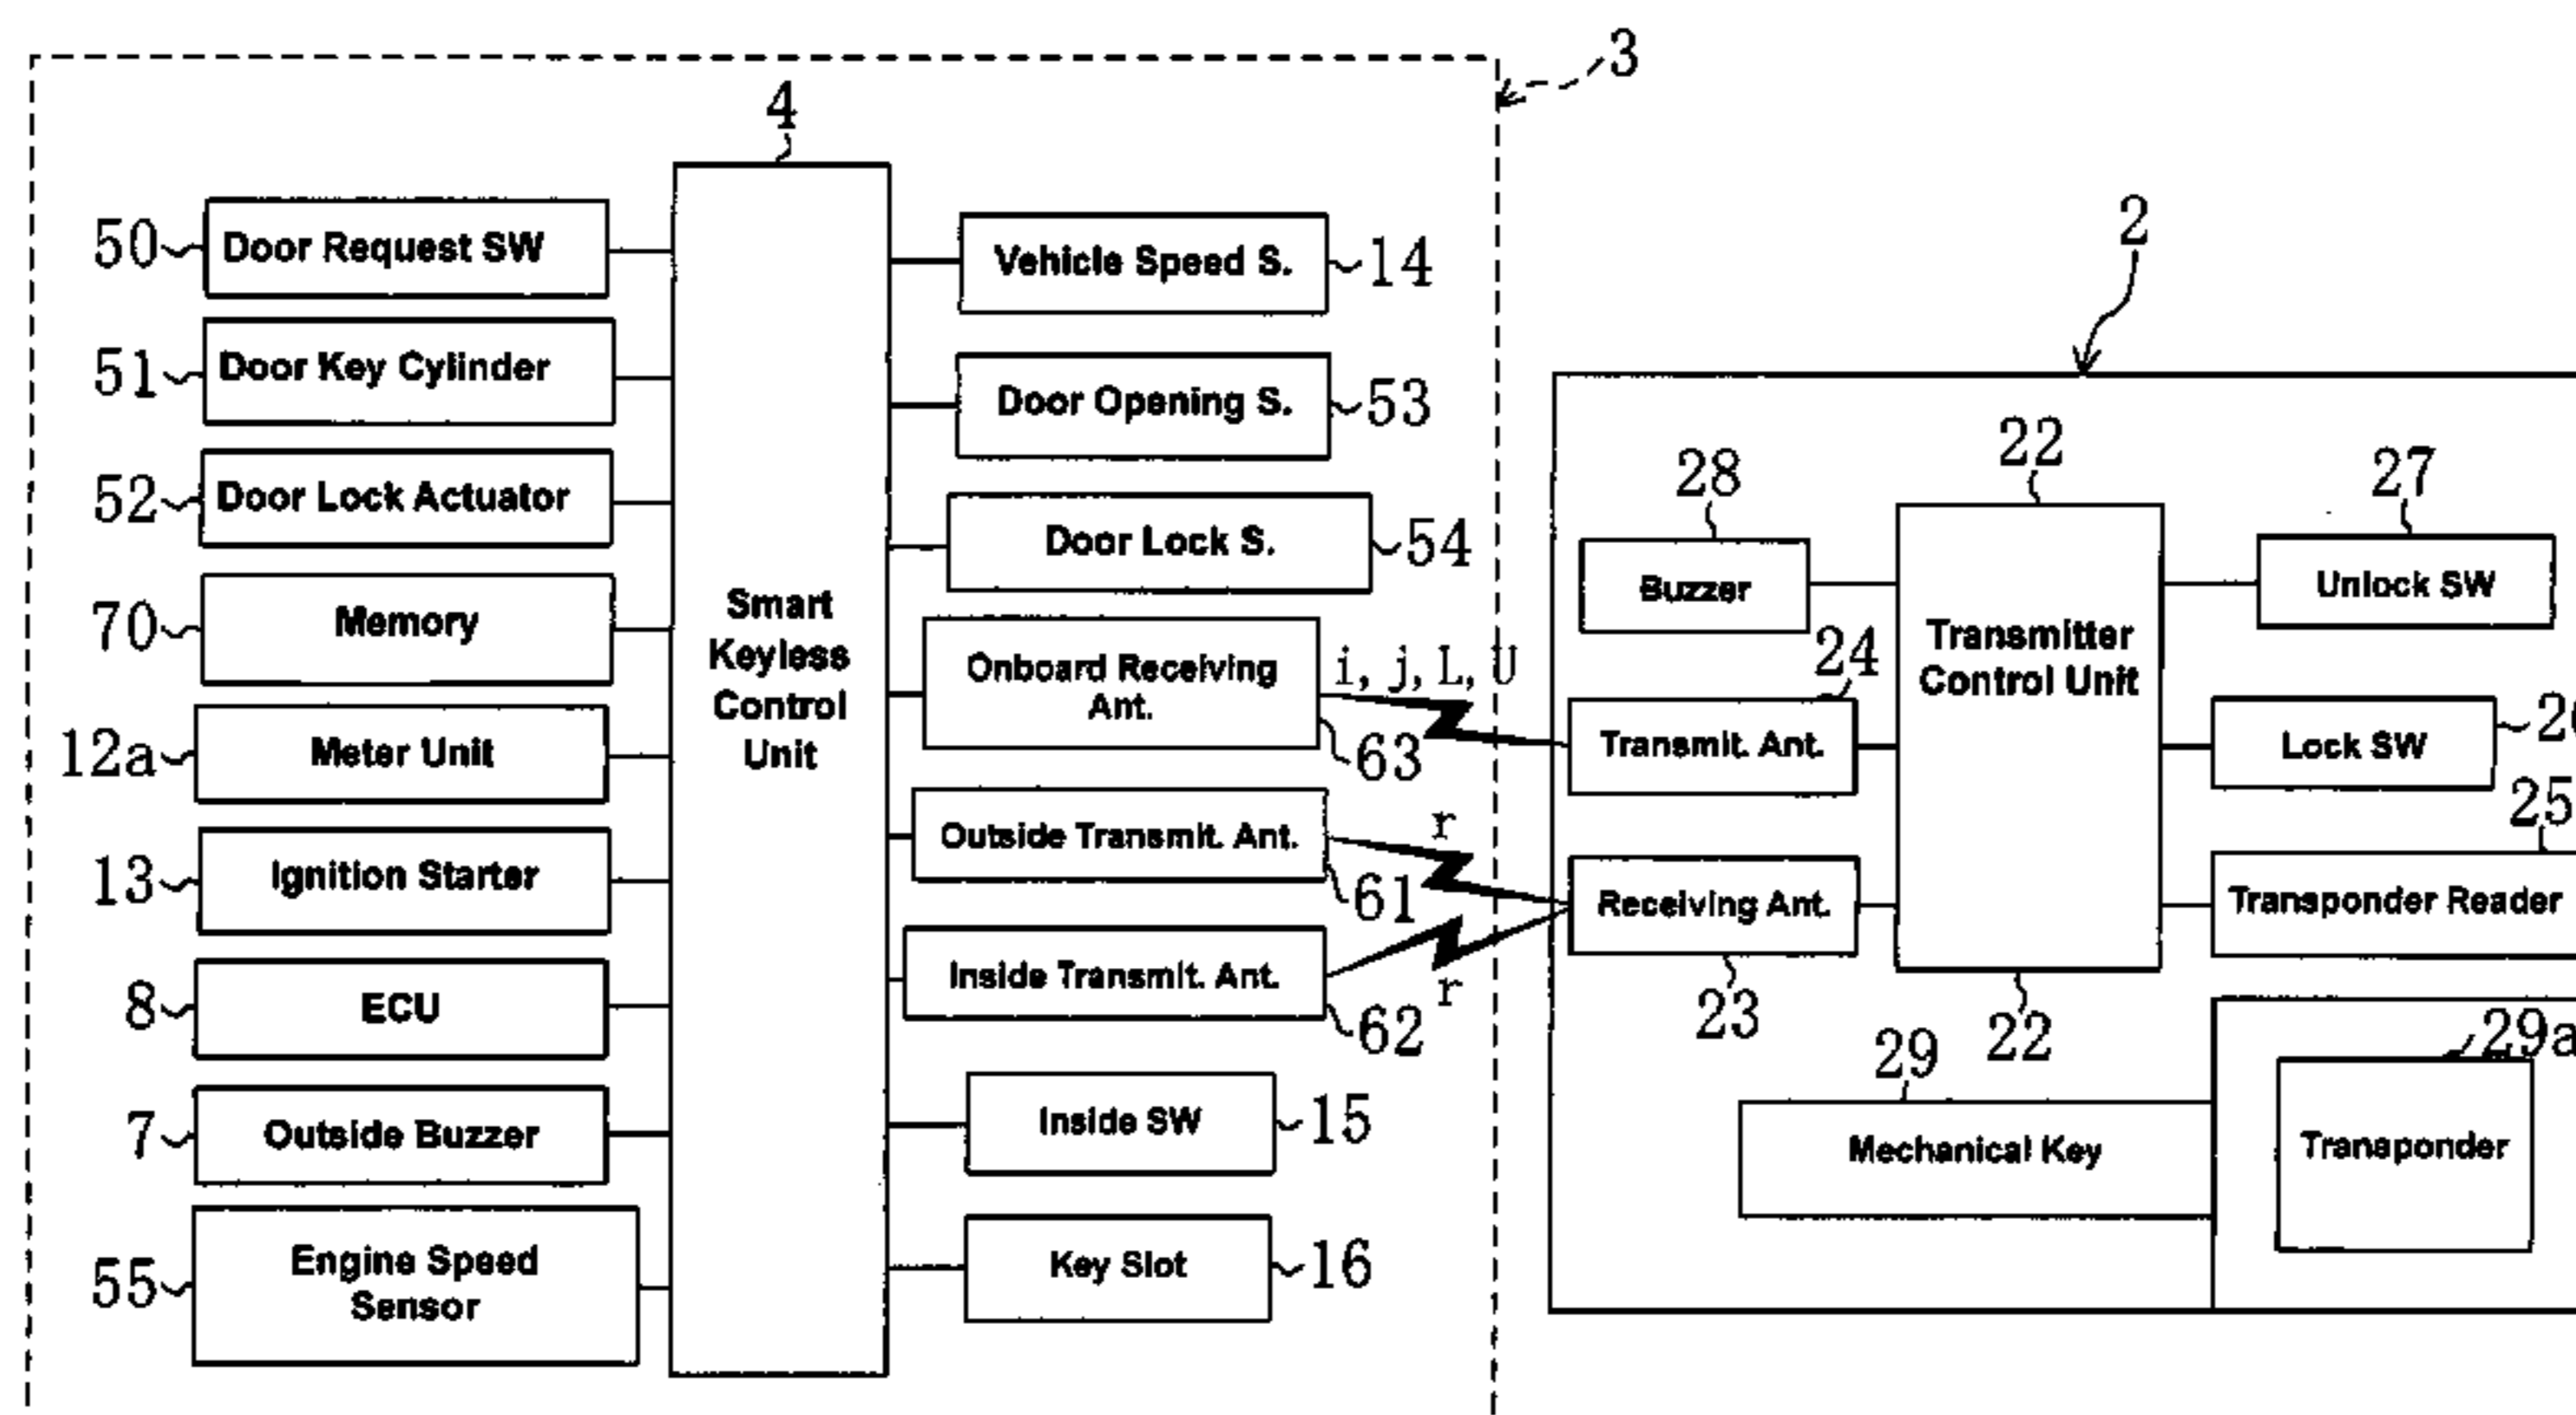 3
4
50 Door Request SW
51 Door Key Cylinder
52 Door Lock Actuator
70 Memory
12a Meter Unit
13 Ignition Starter
8 ECU
7 Outside Buzzer
55 Engine Speed
Sensor
Smart
Keyless
Control
Unit
Vehicle Speed S. 14
Door Opening S. 53
Door Lock S. 54
Onboard Receiving
Ant.
63
i, j, L, U
Outside Transmit. Ant.
61
r
Inside Transmit. Ant.
62
r
Inside SW 15
Key Slot 16
2
28
Buzzer
24
Transmit. Ant.
Receiving Ant.
23
22
Transmitter
Control Unit
22
27
Unlock SW
Lock SW
25
Transponder Reader
29
Mechanical Key
29a
Transponder